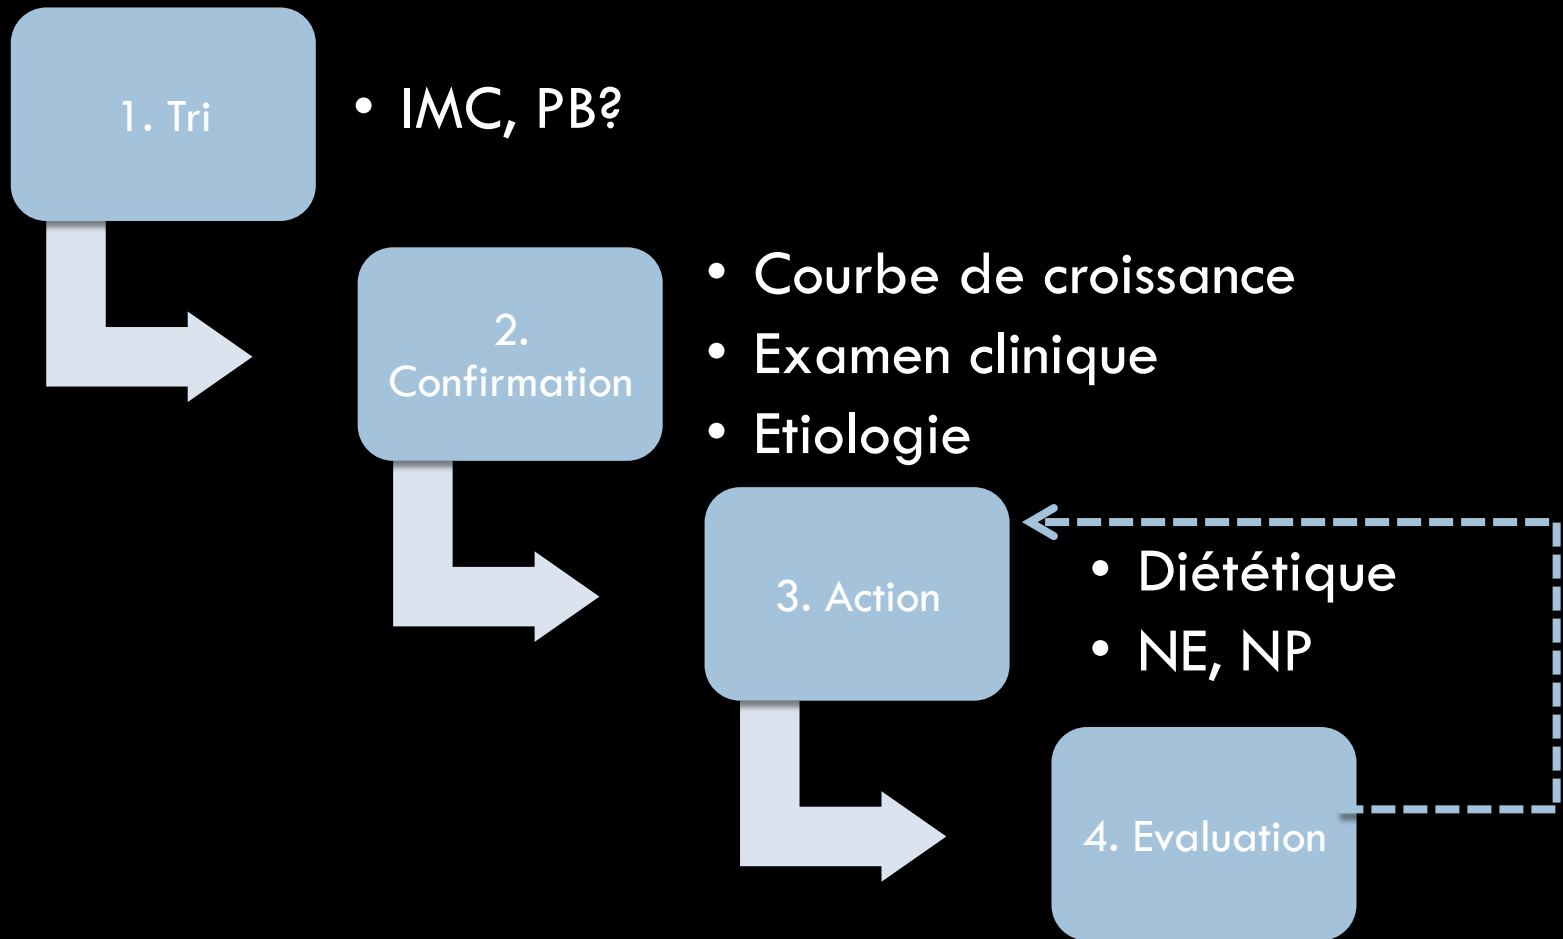 1. Tri
• IMC, PB?
2.
Confirmation
• Courbe de croissance
• Examen clinique
• Etiologie
3. Action
• Diététique
• NE, NP
4. Evaluation